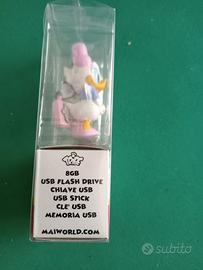 8GB
USB FLASH DRIVE
CHIAVE USB
USB STICK
CLE' USB
MEMORIA USB
MAIWORLD.COM
subito